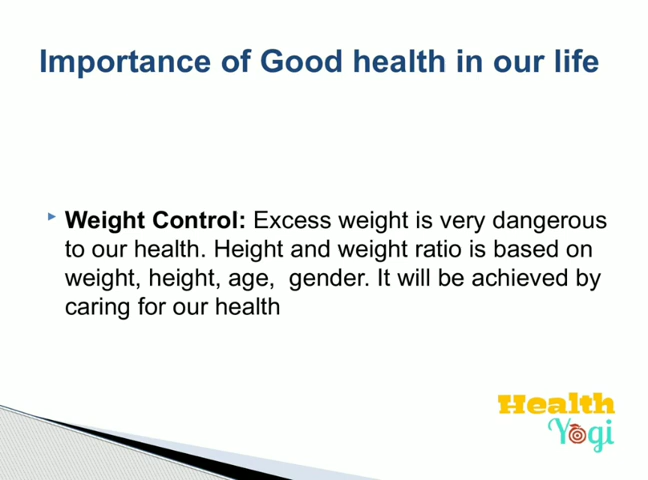 Importance of Good health in our life
Weight Control: Excess weight is very dangerous
to our health. Height and weight ratio is based on
weight, height, age,  gender. It will be achieved by
caring for our health
Health
Yogi